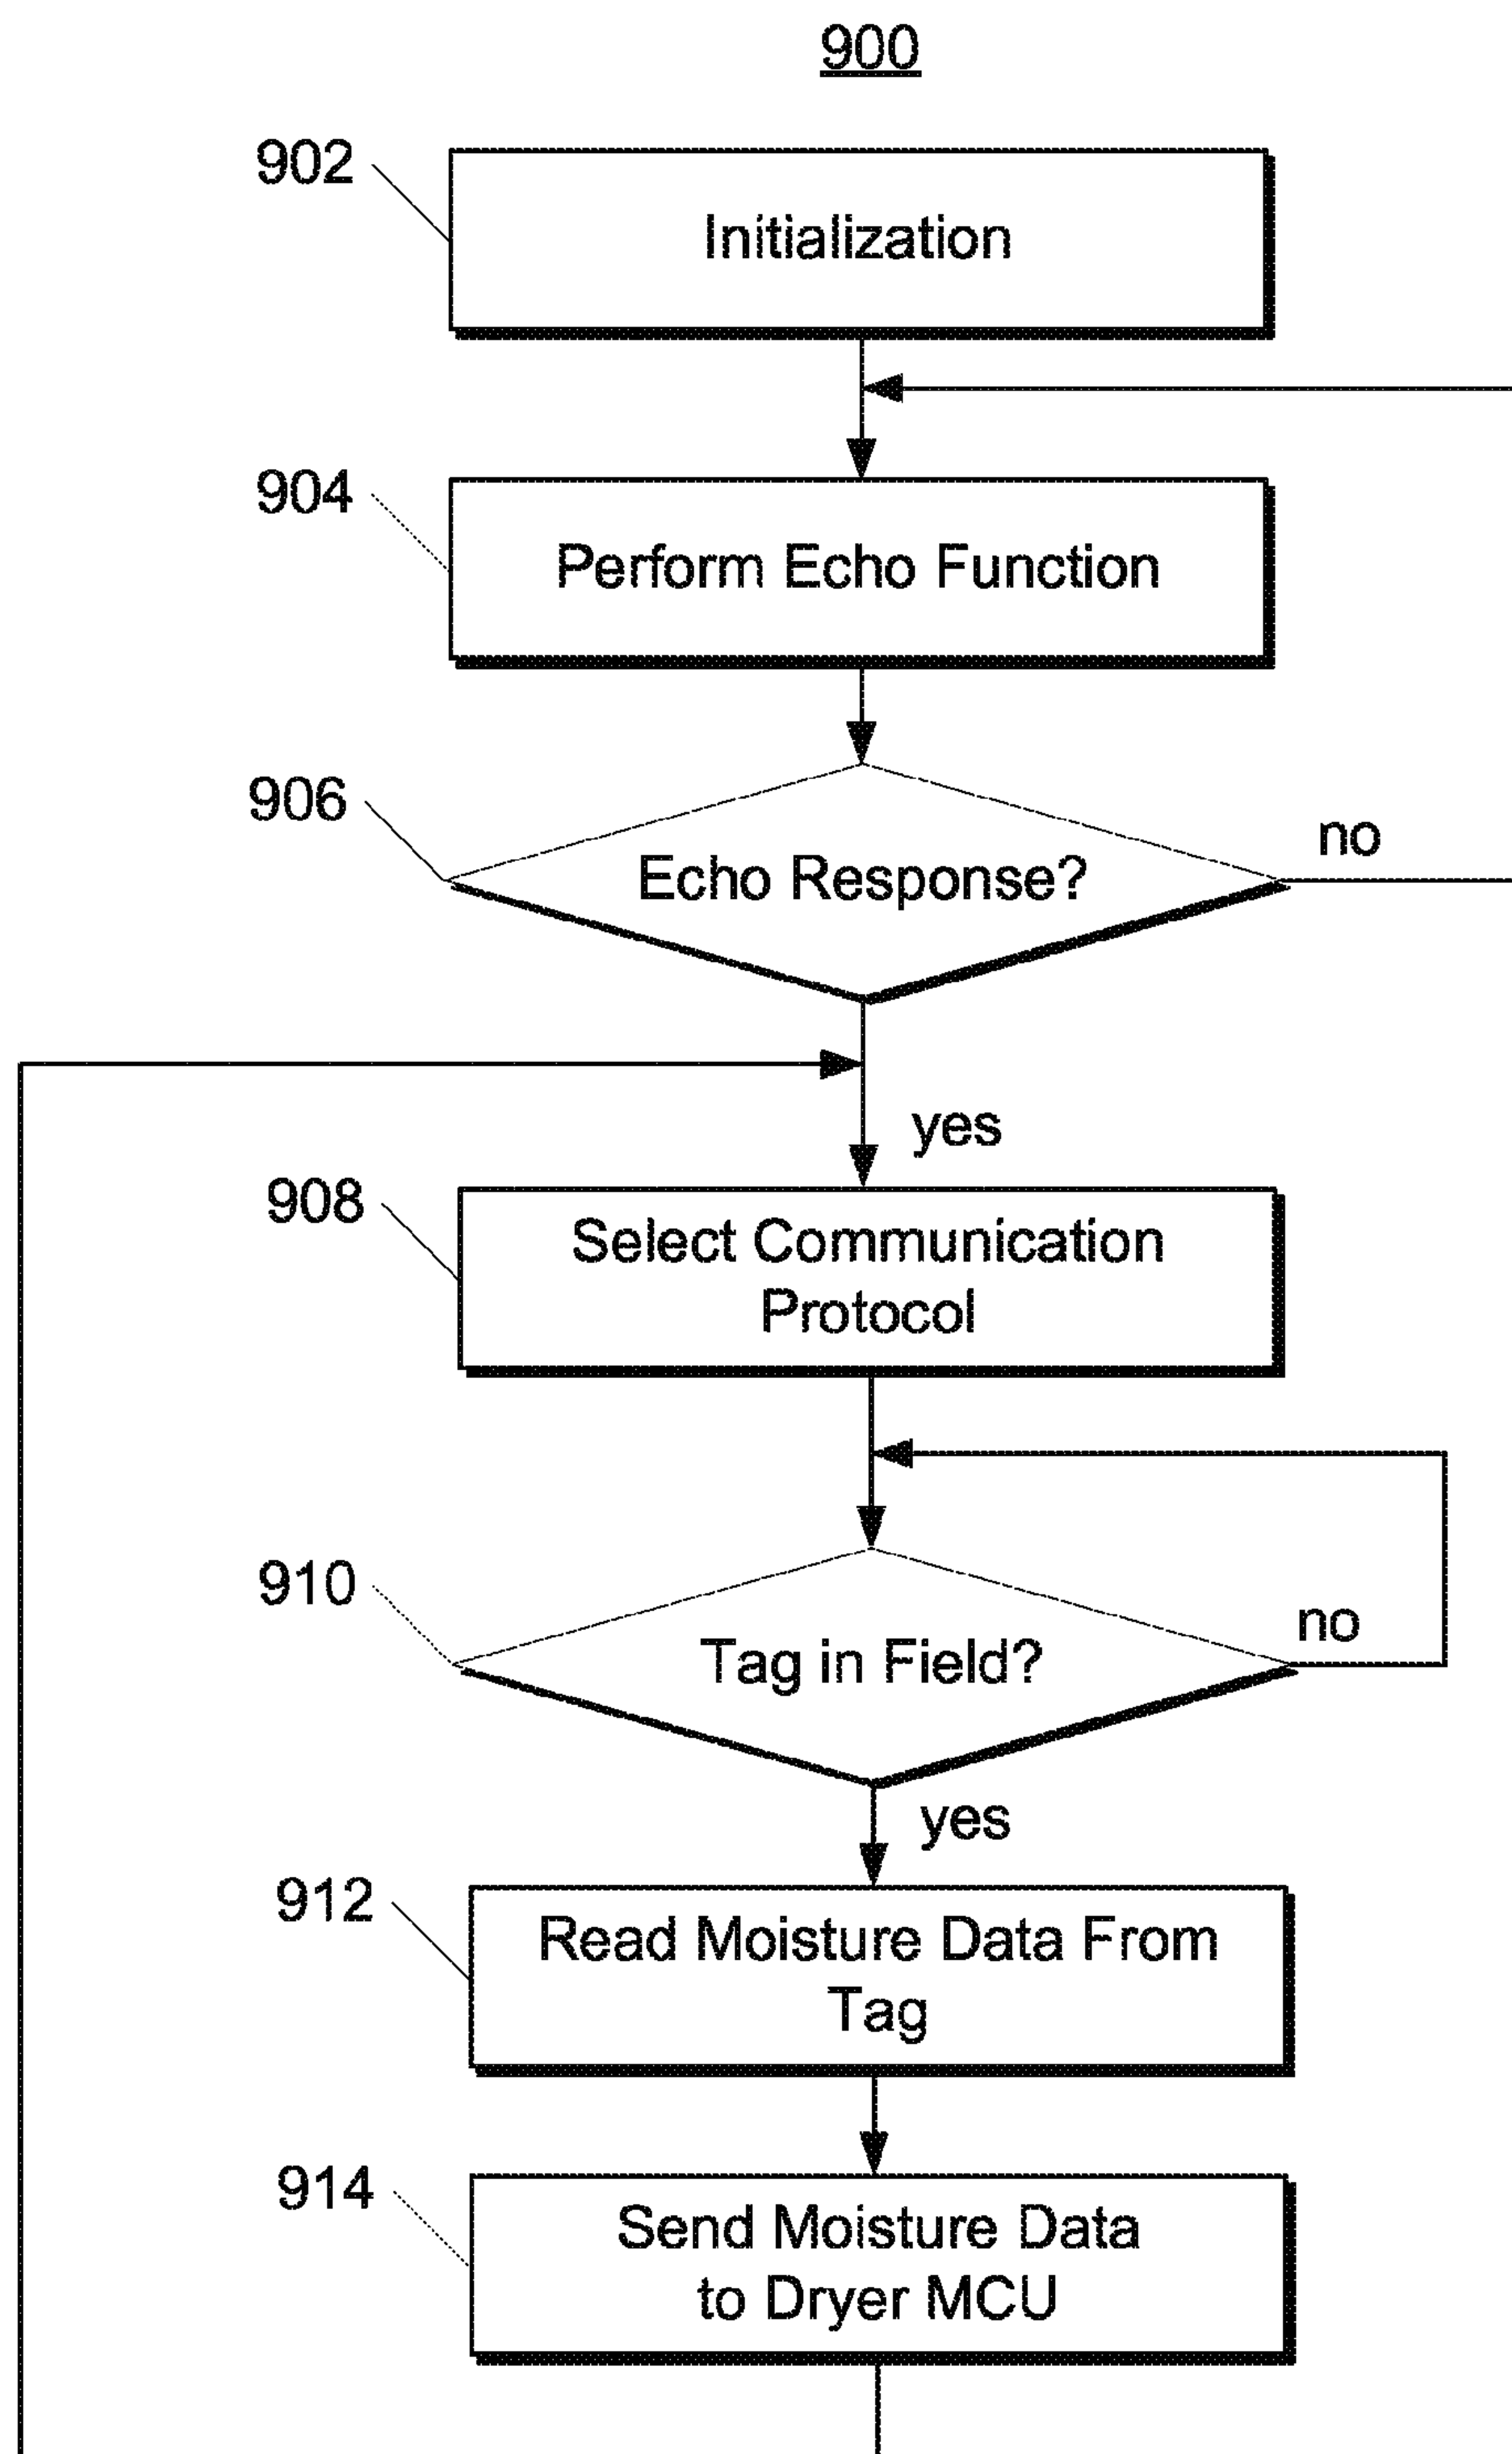 900
902
Initialization
904
Perform Echo Function
906
Echo Response?
no
yes
908
Select Communication
Protocol
910
Tag in Field?
no
yes
912
Read Moisture Data From
Tag
914
Send Moisture Data
to Dryer MCU